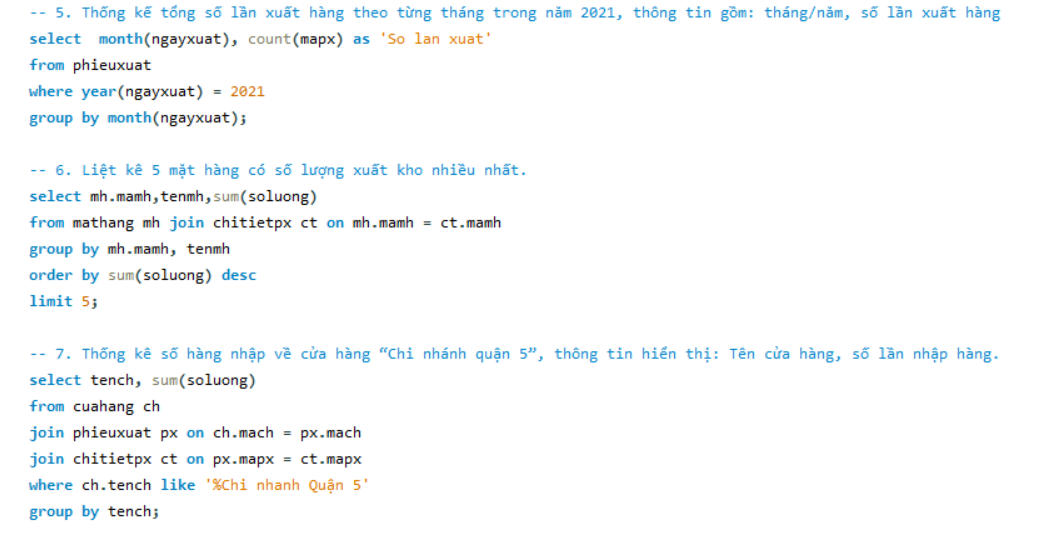 -- 5. Thống kế tổng số lần xuất hàng theo từng tháng trong năm 2021, thông tin gồm: tháng/năm, số lần xuất hàng
select  month(ngayxuat), count(mapx) as 'So lan xuat'
from phieuxuat
where year(ngayxuat) = 2021
group by month(ngayxuat);
-- 6. Liệt kê 5 mặt hàng có số lượng xuất kho nhiều nhất.
select mh.mamh,tenmh,sum(soluong)
from mathang mh join chitietpx ct on mh.mamh = ct.mamh
group by mh.mamh, tenmh
order by sum(soluong) desc
limit 5;
-- 7. Thống kê số hàng nhập về cửa hàng “Chi nhánh quận 5”, thông tin hiển thị: Tên cửa hàng, số lần nhập hàng.
select tench, sum(soluong)
from cuahang ch
join phieuxuat px on ch.mach = px.mach
join chitietpx ct on px.mapx = ct.mapx
where ch.tench like '%Chi nhanh Quận 5'
group by tench;